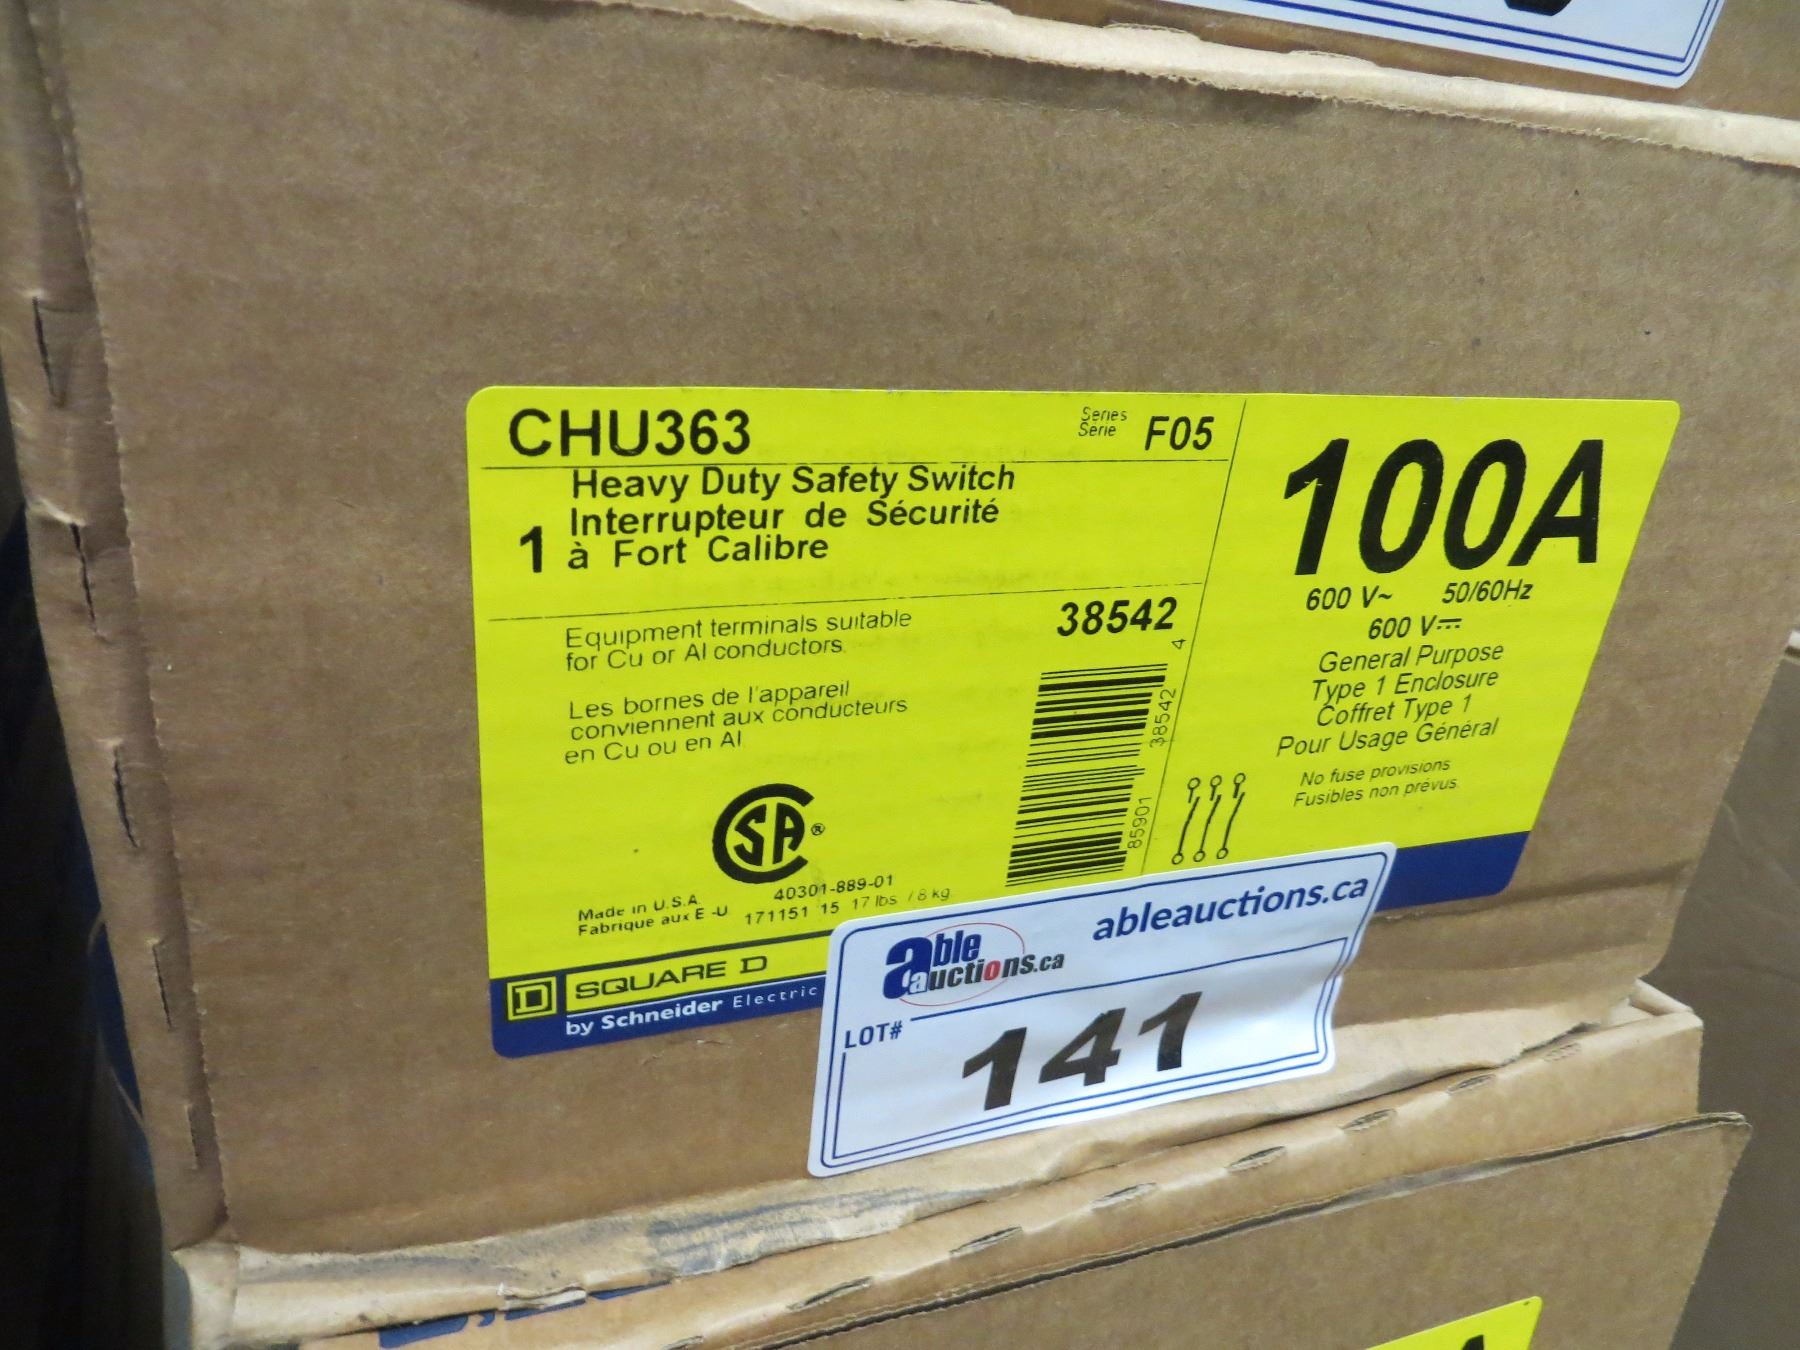 CHU363
Series
Série
F05
1
Heavy Duty Safety Switch
Interrupteur de Sécurité
à Fort Calibre
Equipment terminals suitable
for Cu or Al conductors.
Les bornes de l'appareil
conviennent aux conducteurs
en Cu ou en Al
38542
4
38542
85901
CSA®
40301-889-01
Made in U.S.A.
Fabrique aux E-U
171151 15 17 lbs / 8 kg
D SQUARE D
by Schneider Electric
100A
600 V~ 50/60Hz
600 V⎓
General Purpose
Type 1 Enclosure
Coffret Type 1
Pour Usage Général
No fuse provisions
Fusibles non prévus
able auctions.ca
ableauctions.ca
LOT#
141